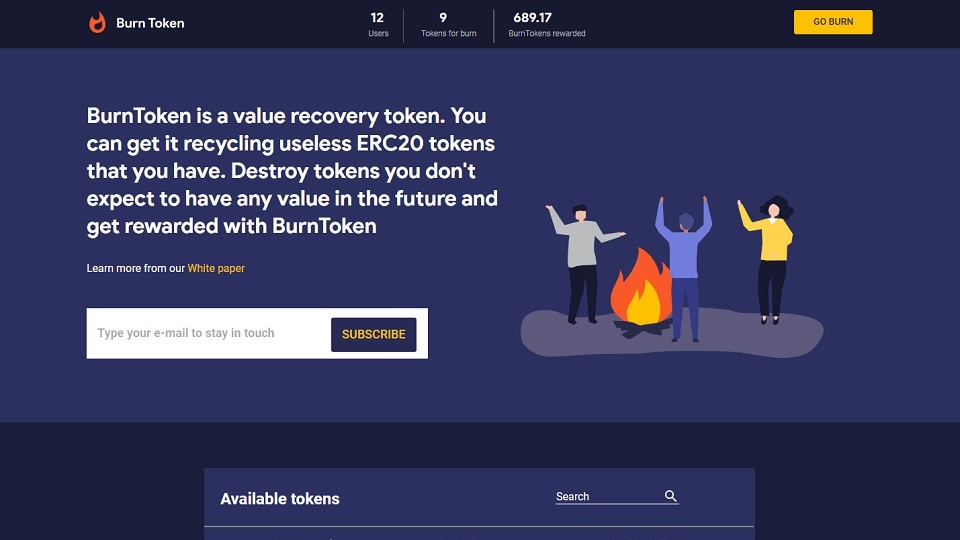 Burn Token
12
Users
9
Tokens for burn
689.17
BurnTokens rewarded
GO BURN
BurnToken is a value recovery token. You
can get it recycling useless ERC20 tokens
that you have. Destroy tokens you don't
expect to have any value in the future and
get rewarded with BurnToken
Learn more from our White paper
Type your e-mail to stay in touch
SUBSCRIBE
Available tokens
Search